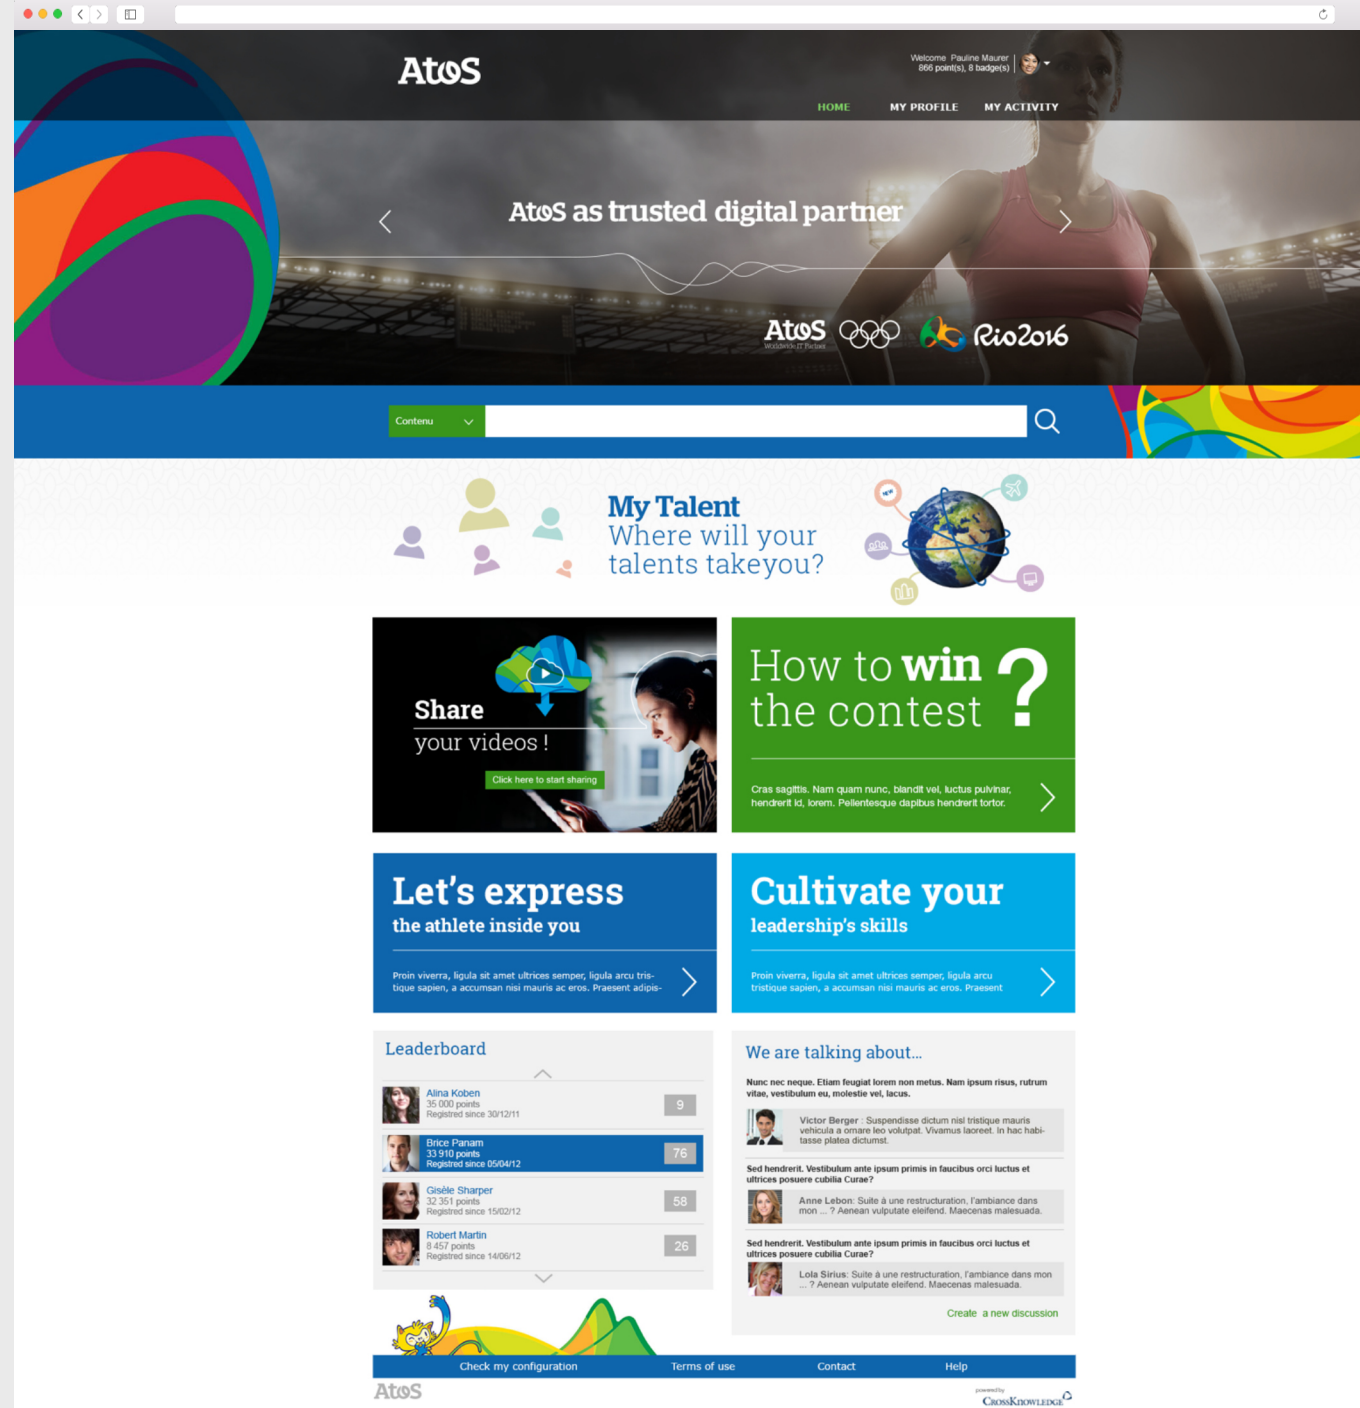 Atos
Welcome Pauline Maurer
866 point(s), 8 badge(s)
HOME MY PROFILE MY ACTIVITY
Atos as trusted digital partner
Atos Rio2016
Worldwide IT Partner
Contenu
NEW
My Talent
Where will your
talents takeyou?
Share
your videos !
Click here to start sharing
How to win
the contest ?
Cras sagittis. Nam quam nunc, blandit vel, luctus pulvinar,
hendrerit id, lorem. Pellentesque dapibus hendrerit tortor.
Let's express
the athlete inside you
Proin viverra, ligula sit amet ultrices semper, ligula arcu tris-
tique sapien, a accumsan nisi mauris ac eros. Praesent adipis-
Cultivate your
leadership's skills
Proin viverra, ligula sit amet ultrices semper, ligula arcu
tristique sapien, a accumsan nisi mauris ac eros. Praesent
Leaderboard
Alina Koben
35 000 points
Registred since 30/12/11
9
Brice Panam
33 910 points
Registred since 05/04/12
76
Gisèle Sharper
32 351 points
Registred since 15/02/12
58
Robert Martin
8 457 points
Registred since 14/06/12
26
We are talking about...
Nunc nec neque. Etiam feugiat lorem non metus. Nam ipsum risus, rutrum
vitae, vestibulum eu, molestie vel, lacus.
Victor Berger : Suspendisse dictum nisl tristique mauris
vehicula a ornare leo volutpat. Vivamus laoreet. In hac habi-
tasse platea dictumst.
Sed hendrerit. Vestibulum ante ipsum primis in faucibus orci luctus et
ultrices posuere cubilia Curae?
Anne Lebon: Suite à une restructuration, l'ambiance dans
mon ... ? Aenean vulputate eleifend. Maecenas malesuada.
Sed hendrerit. Vestibulum ante ipsum primis in faucibus orci luctus et
ultrices posuere cubilia Curae?
Lola Sirius: Suite à une restructuration, l'ambiance dans mon
... ? Aenean vulputate eleifend. Maecenas malesuada.
Create a new discussion
Check my configuration Terms of use Contact Help
Atos
powered by
CROSSKNOWLEDGE